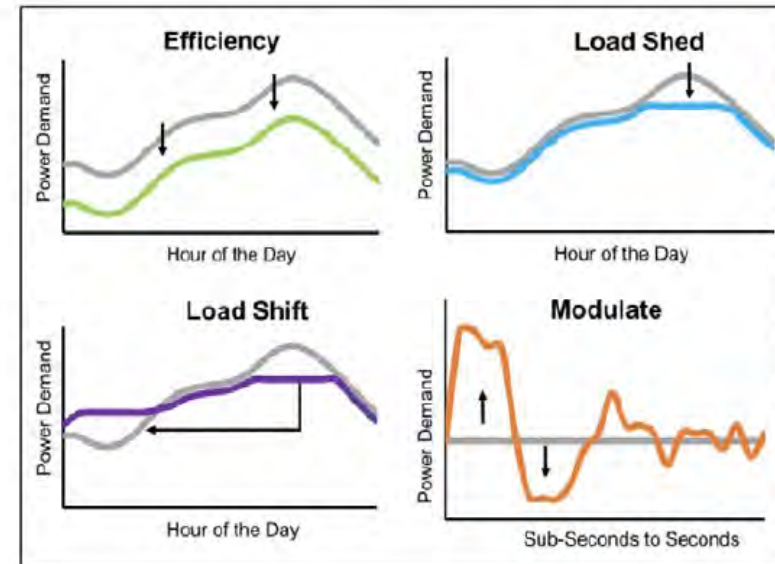 Efficiency
Power Demand
Hour of the Day
Load Shed
Power Demand
Hour of the Day
Load Shift
Power Demand
Hour of the Day
Modulate
Power Demand
Sub-Seconds to Seconds